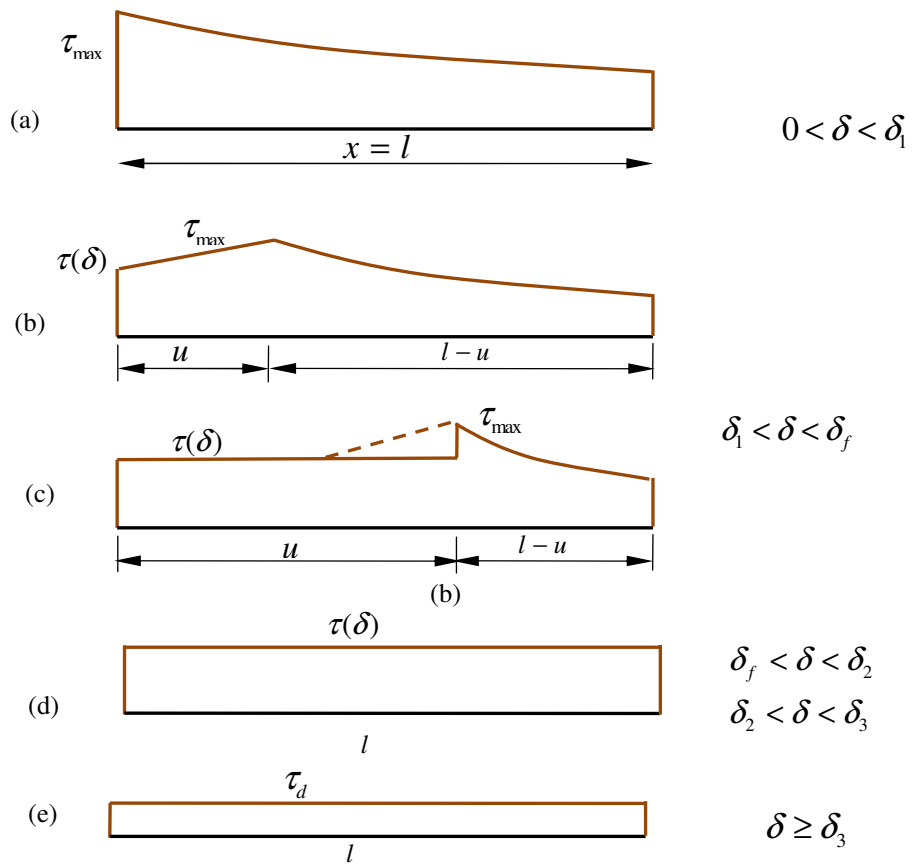 τmax
(a)
x = l
0 < δ < δ1
τmax
τ(δ)
(b)
u
l − u
τmax
δ1 < δ < δf
τ(δ)
(c)
u
l − u
(b)
τ(δ)
δf < δ < δ2
(d)
δ2 < δ < δ3
l
τd
(e)
δ ≥ δ3
l